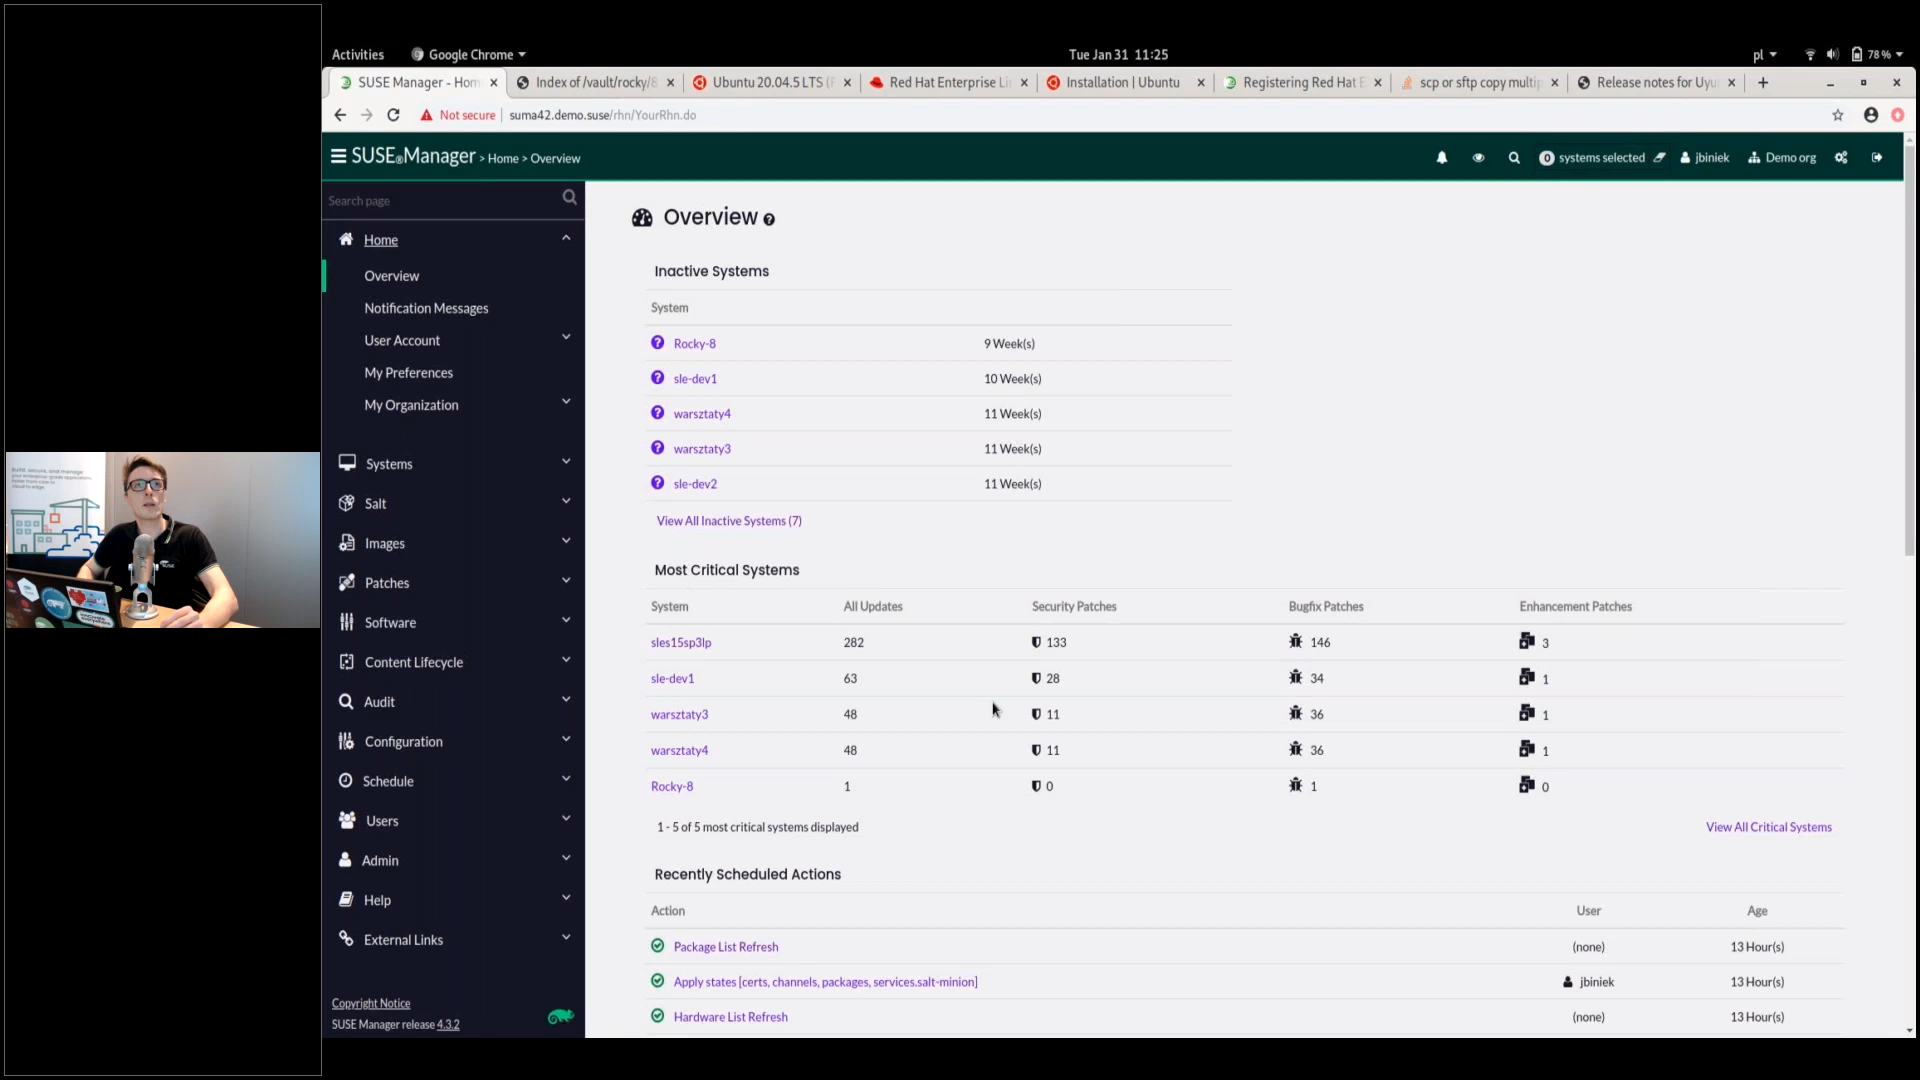 Activities
Google Chrome
Tue Jan 31 11:25
pl
78 %
SUSE Manager - Hom
Index of /vault/rocky/8
Ubuntu 20.04.5 LTS (F
Red Hat Enterprise Li
Installation | Ubuntu
Registering Red Hat E
scp or sftp copy multip
Release notes for Uyu
Not secure
suma42.demo.suse/rhn/YourRhn.do
SUSE®Manager > Home > Overview
0 systems selected
jbiniek
Demo org
Search page
Home
Overview
Notification Messages
User Account
My Preferences
My Organization
Systems
Salt
Images
Patches
Software
Content Lifecycle
Audit
Configuration
Schedule
Users
Admin
Help
External Links
Copyright Notice
SUSE Manager release 4.3.2
Overview
Inactive Systems
System
Rocky-8 9 Week(s)
sle-dev1 10 Week(s)
warsztaty4 11 Week(s)
warsztaty3 11 Week(s)
sle-dev2 11 Week(s)
View All Inactive Systems (7)
Most Critical Systems
System All Updates Security Patches Bugfix Patches Enhancement Patches
sles15sp3lp 282 133 146 3
sle-dev1 63 28 34 1
warsztaty3 48 11 36 1
warsztaty4 48 11 36 1
Rocky-8 1 0 1 0
1 - 5 of 5 most critical systems displayed
View All Critical Systems
Recently Scheduled Actions
Action User Age
Package List Refresh (none) 13 Hour(s)
Apply states [certs, channels, packages, services.salt-minion] jbiniek 13 Hour(s)
Hardware List Refresh (none) 13 Hour(s)